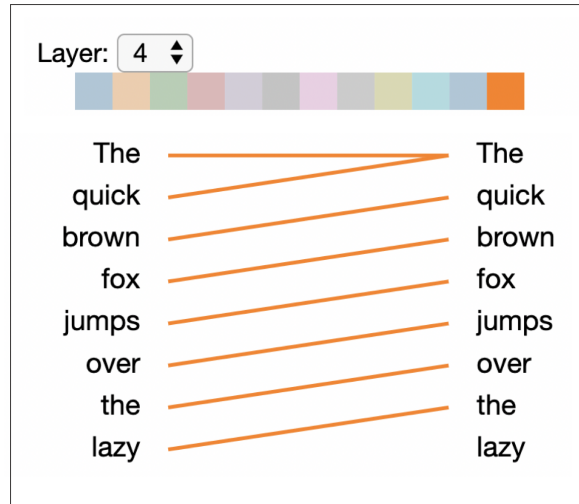 Layer: 4
The The
quick quick
brown brown
fox fox
jumps jumps
over over
the the
lazy lazy